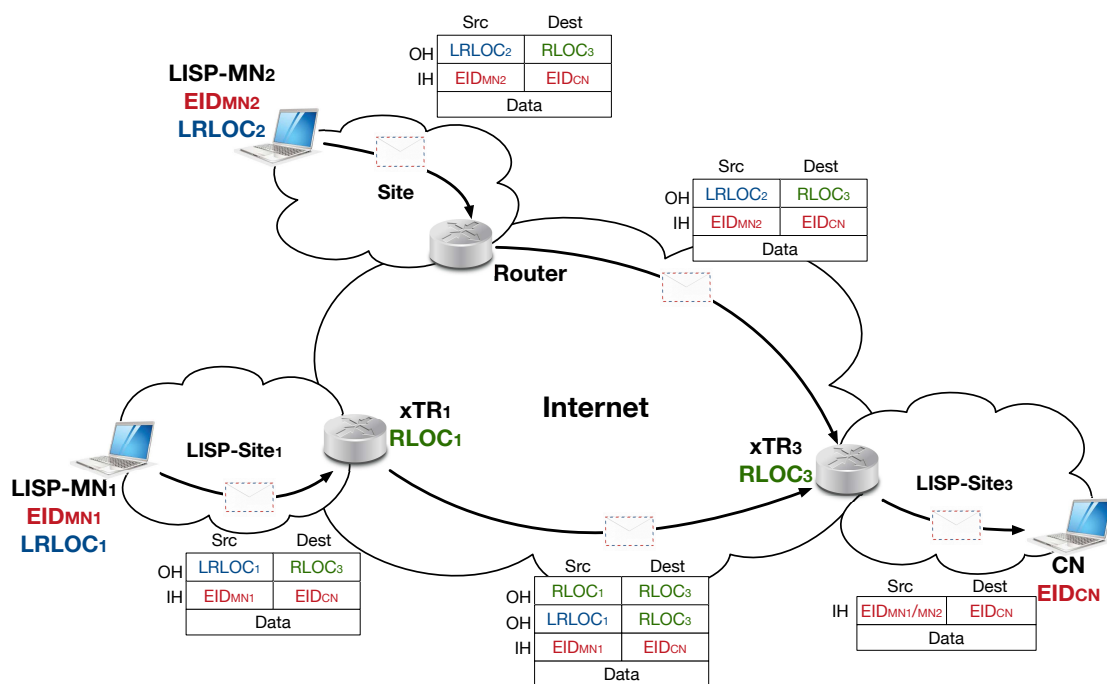 Src Dest
OH LRLOC2 RLOC3
IH EIDMN2 EIDCN
Data
LISP-MN2
EIDMN2
LRLOC2
Site
Router
Src Dest
OH LRLOC2 RLOC3
IH EIDMN2 EIDCN
Data
Internet
xTR1
RLOC1
LISP-Site1
LISP-MN1
EIDMN1
LRLOC1
xTR3
RLOC3
LISP-Site3
CN
EIDCN
Src Dest
OH LRLOC1 RLOC3
IH EIDMN1 EIDCN
Data
Src Dest
OH RLOC1 RLOC3
OH LRLOC1 RLOC3
IH EIDMN1 EIDCN
Data
Src Dest
IH EIDMN1/MN2 EIDCN
Data